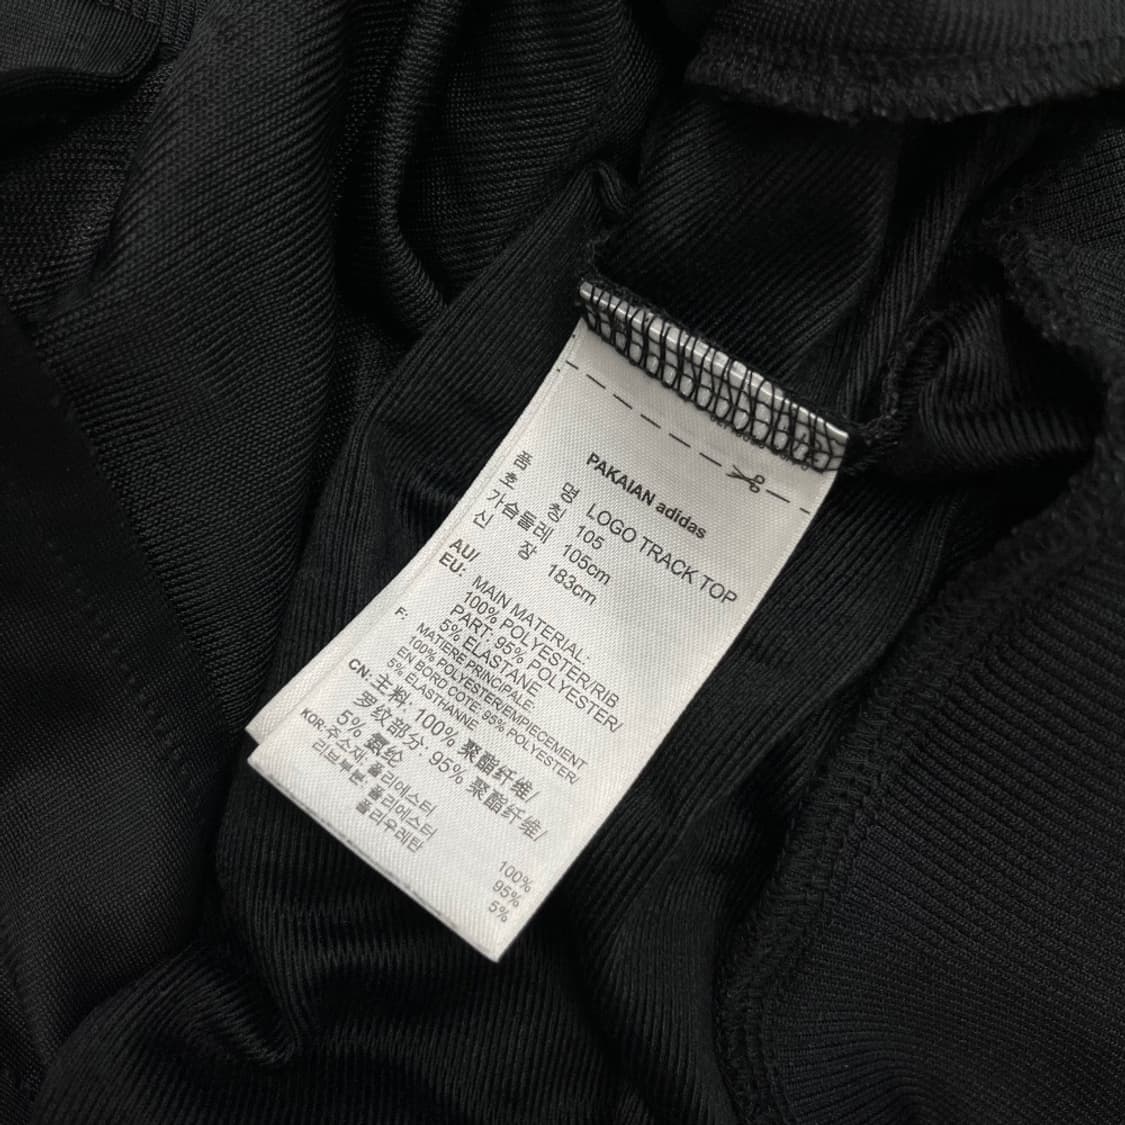 PAKAIAN adidas
품 명 LOGO TRACK TOP
호 칭 105
가슴둘레 105cm
신 장 183cm
AU/
EU: MAIN MATERIAL:
100% POLYESTER/RIB
PART: 95% POLYESTER/
5% ELASTANE
F: MATIERE PRINCIPALE:
100% POLYESTER/EMPIECEMENT
EN BORD COTE: 95% POLYESTER/
5% ELASTHANNE
CN: 主料: 100% 聚酯纤维/
罗纹部分: 95% 聚酯纤维/
5% 氨纶
KOR: 주소재: 폴리에스터 100%
리브부분: 폴리에스터 95%
폴리우레탄 5%